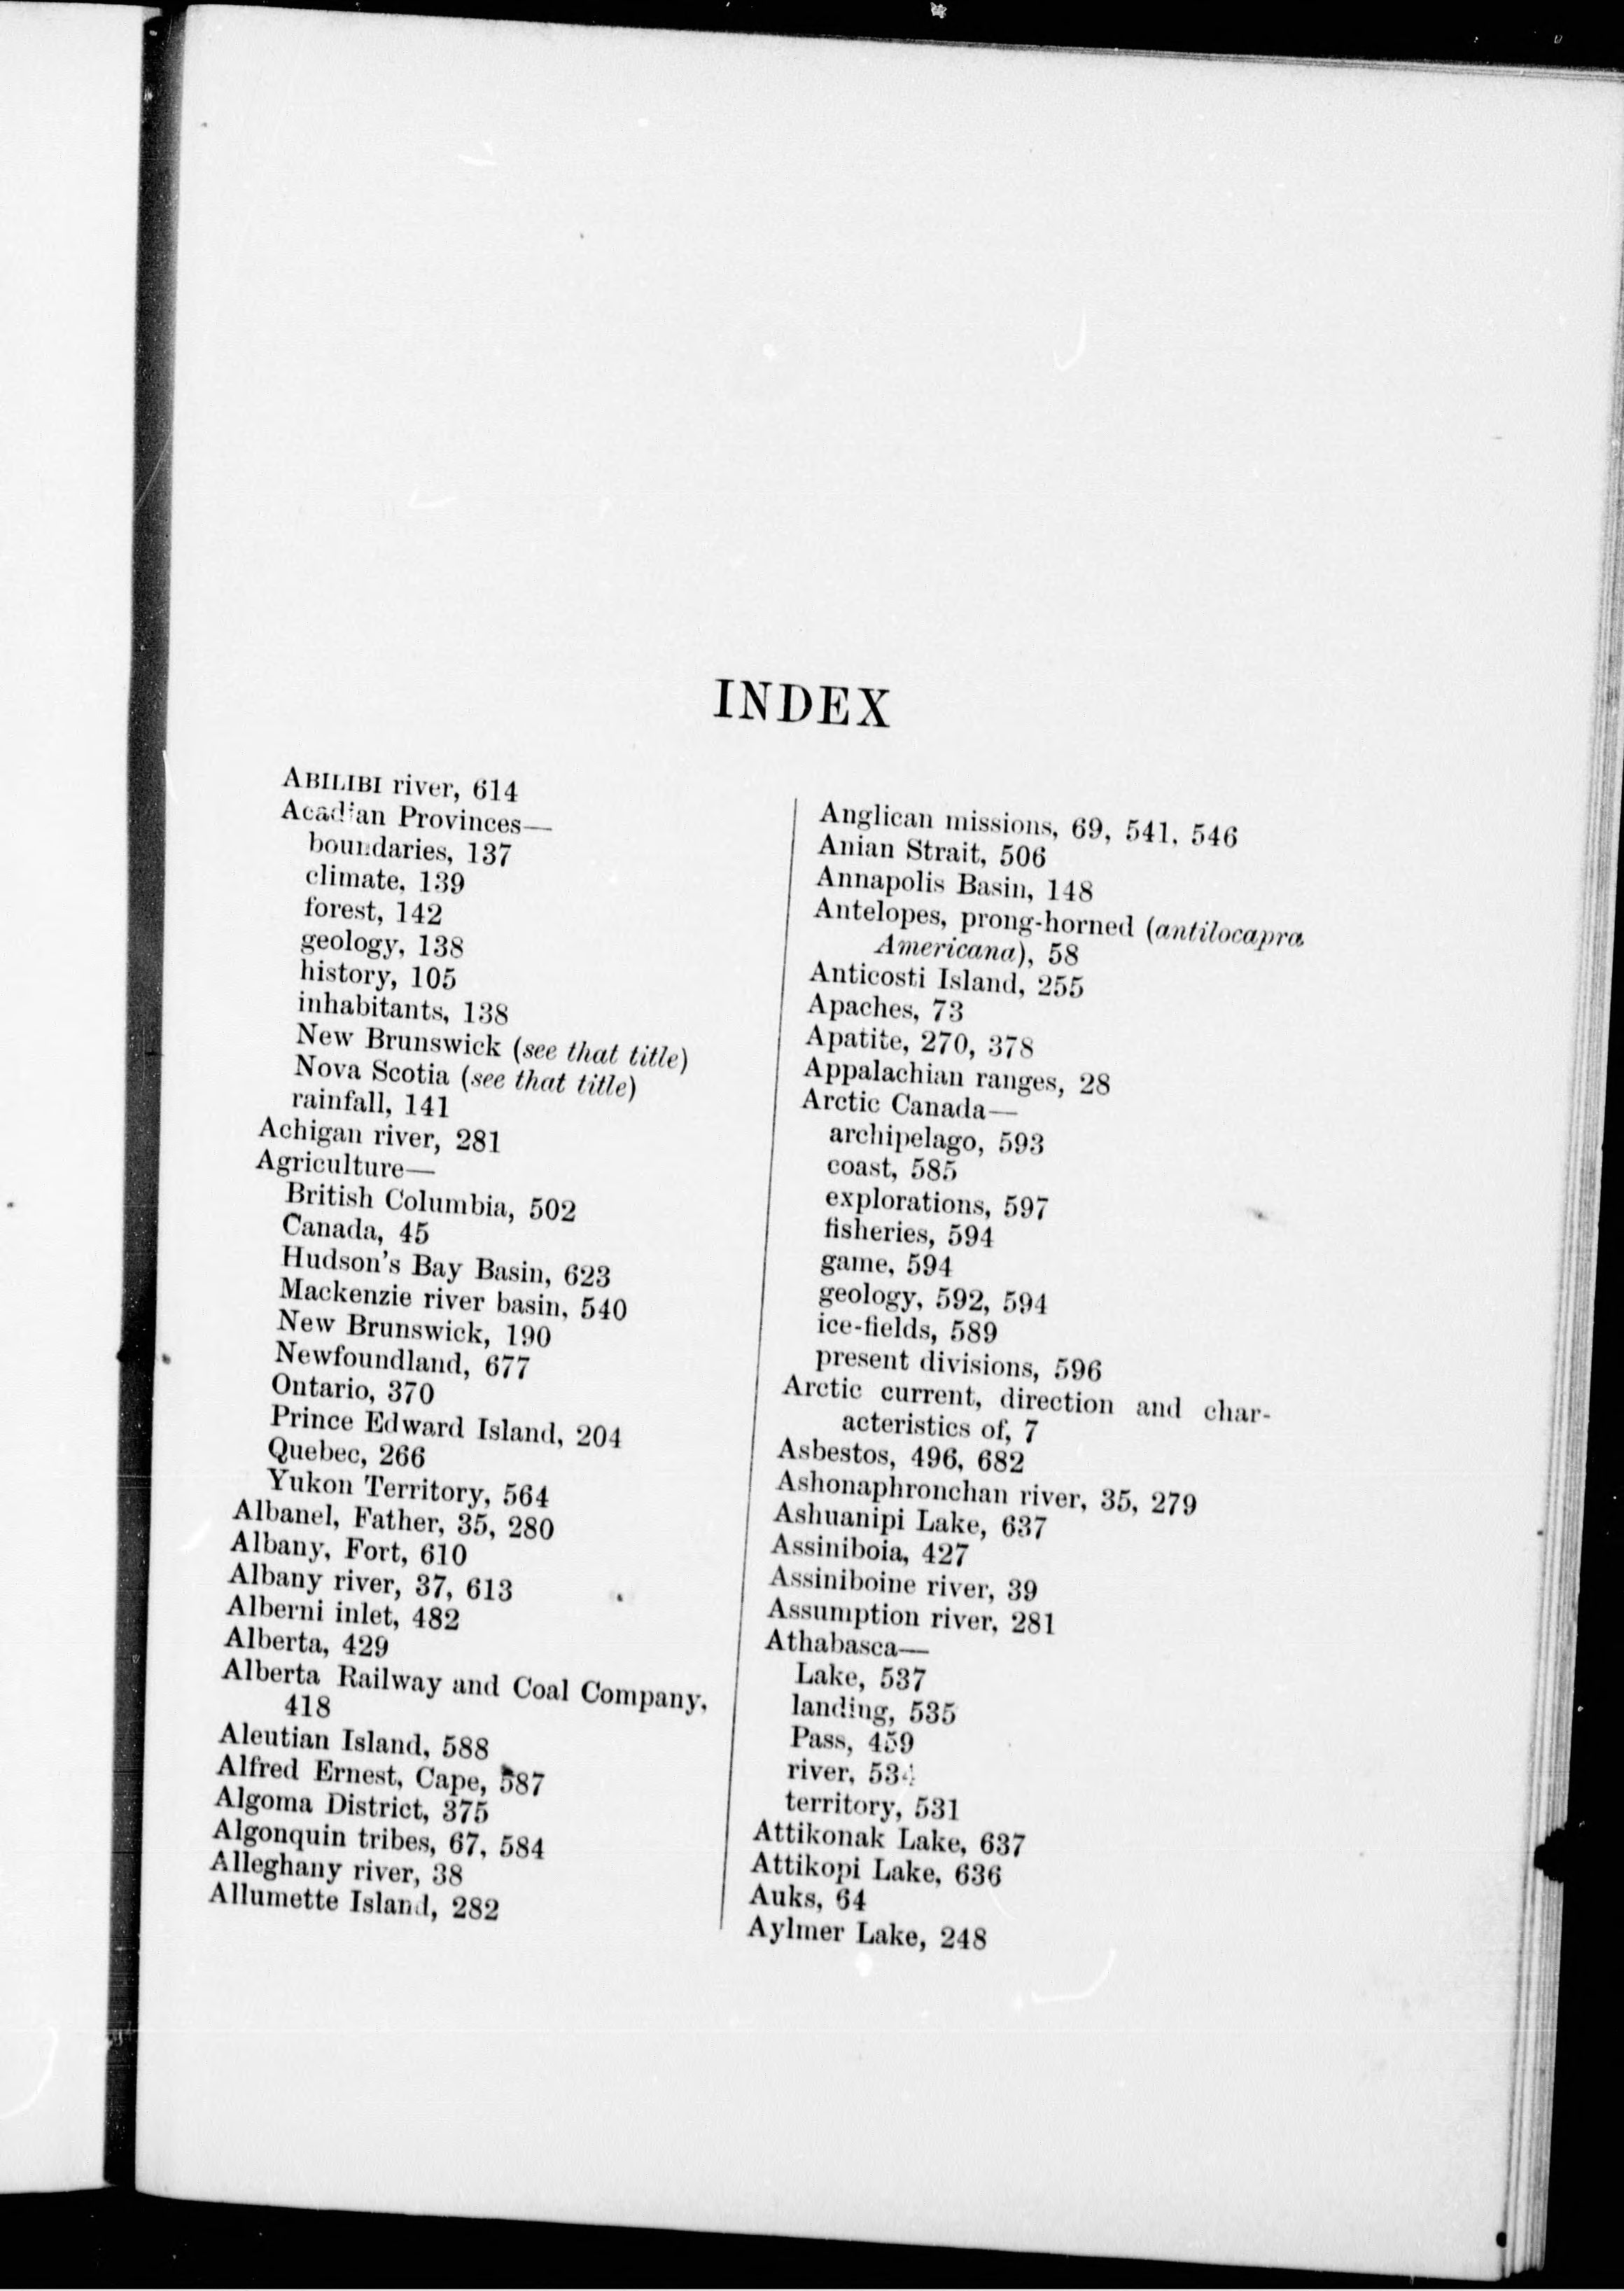 INDEX
ABILIBI river, 614
Acadian Provinces—
boundaries, 137
climate, 139
forest, 142
geology, 138
history, 105
inhabitants, 138
New Brunswick (see that title)
Nova Scotia (see that title)
rainfall, 141
Achigan river, 281
Agriculture—
British Columbia, 502
Canada, 45
Hudson's Bay Basin, 623
Mackenzie river basin, 540
New Brunswick, 190
Newfoundland, 677
Ontario, 370
Prince Edward Island, 204
Quebec, 266
Yukon Territory, 564
Albanel, Father, 35, 280
Albany, Fort, 610
Albany river, 37, 613
Alberni inlet, 482
Alberta, 429
Alberta Railway and Coal Company,
418
Aleutian Island, 588
Alfred Ernest, Cape, 587
Algoma District, 375
Algonquin tribes, 67, 584
Alleghany river, 38
Allumette Island, 282
Anglican missions, 69, 541, 546
Anian Strait, 506
Annapolis Basin, 148
Antelopes, prong-horned (antilocapra
Americana), 58
Anticosti Island, 255
Apaches, 73
Apatite, 270, 378
Appalachian ranges, 28
Arctic Canada—
archipelago, 593
coast, 585
explorations, 597
fisheries, 594
game, 594
geology, 592, 594
ice-fields, 589
present divisions, 596
Arctic current, direction and char-
acteristics of, 7
Asbestos, 496, 682
Ashonaphronchan river, 35, 279
Ashuanipi Lake, 637
Assiniboia, 427
Assiniboine river, 39
Assumption river, 281
Athabasca—
Lake, 537
landing, 535
Pass, 459
river, 534
territory, 531
Attikonak Lake, 637
Attikopi Lake, 636
Auks, 64
Aylmer Lake, 248